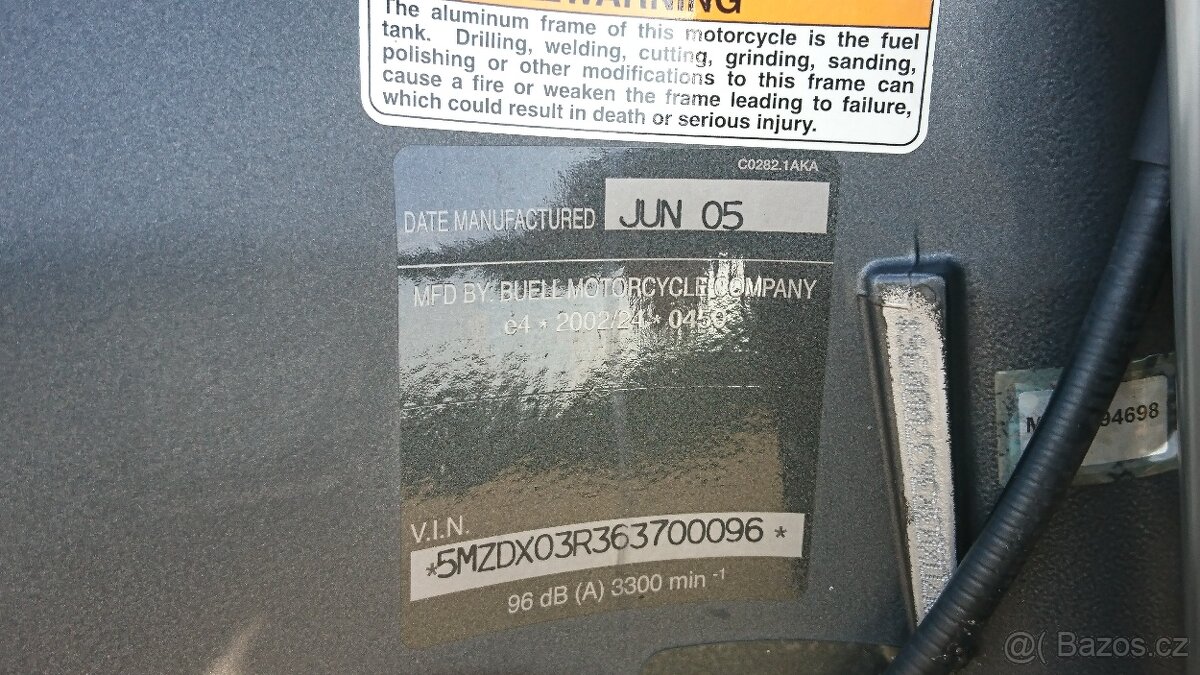 WARNING
The aluminum frame of this motorcycle is the fuel
tank. Drilling, welding, cutting, grinding, sanding,
polishing or other modifications to this frame can
cause a fire or weaken the frame leading to failure,
which could result in death or serious injury.
C0282.1AKA
DATE MANUFACTURED JUN 05
MFD BY: BUELL MOTORCYCLE COMPANY
e4 * 2002/24 * 0450
V.I.N.
*5MZDX03R363700096 *
96 dB (A) 3300 min -1
94698
@( Bazos.cz